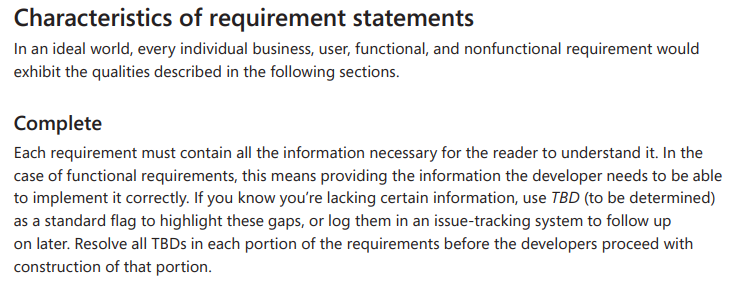 Characteristics of requirement statements
In an ideal world, every individual business, user, functional, and nonfunctional requirement would
exhibit the qualities described in the following sections.
Complete
Each requirement must contain all the information necessary for the reader to understand it. In the
case of functional requirements, this means providing the information the developer needs to be able
to implement it correctly. If you know you’re lacking certain information, use TBD (to be determined)
as a standard flag to highlight these gaps, or log them in an issue-tracking system to follow up
on later. Resolve all TBDs in each portion of the requirements before the developers proceed with
construction of that portion.